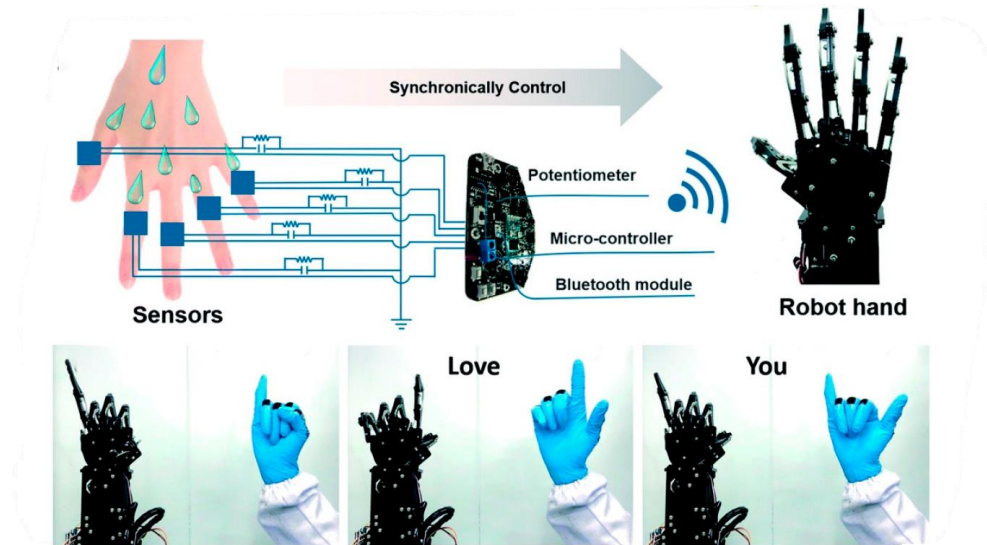 Synchronically Control
Potentiometer
Micro-controller
Bluetooth module
Sensors
Robot hand
Love
You